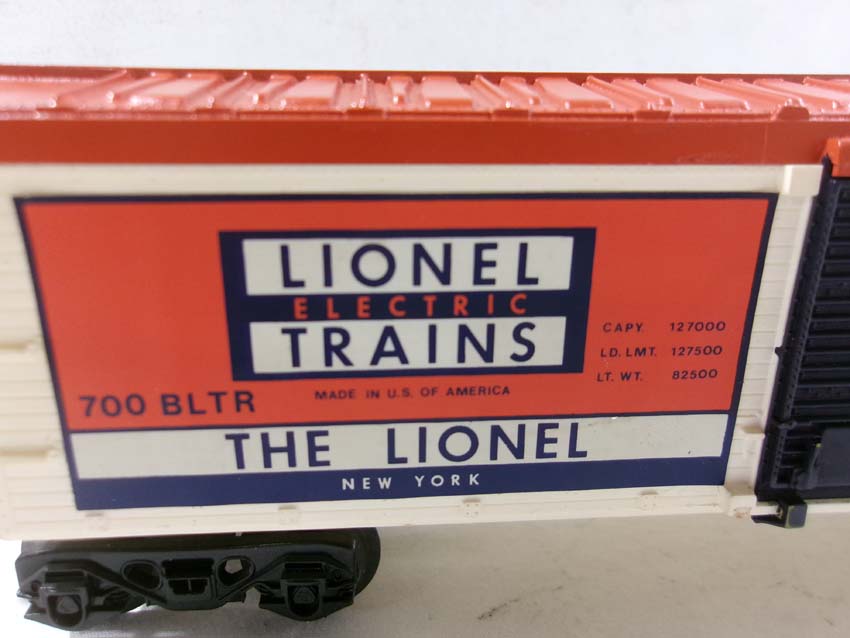 LIONEL
ELECTRIC
TRAINS
CAPY. 127000
LD. LMT. 127500
LT. WT. 82500
MADE IN U.S. OF AMERICA
700 BLTR
THE LIONEL
NEW YORK